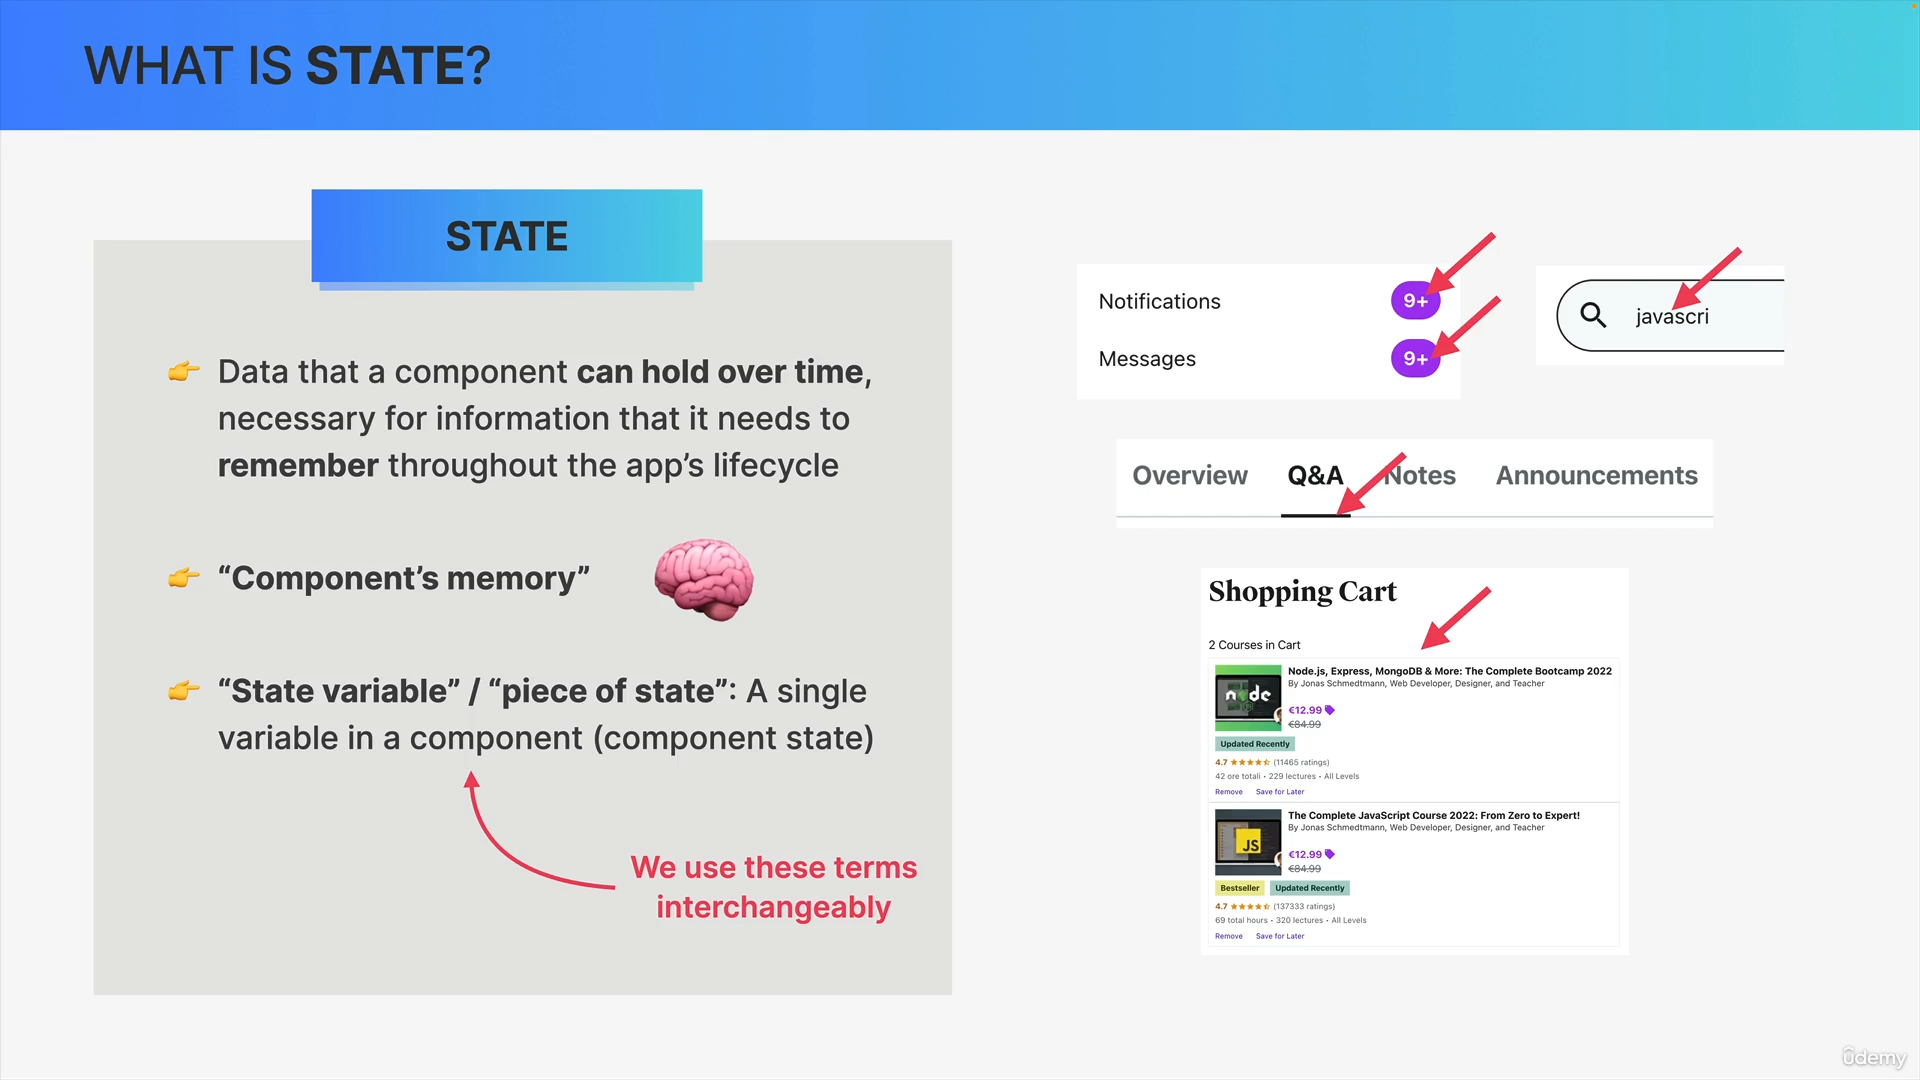 WHAT IS STATE?
STATE
👉 Data that a component can hold over time,
necessary for information that it needs to
remember throughout the app’s lifecycle
👉 “Component’s memory”
👉 “State variable” / “piece of state”: A single
variable in a component (component state)
We use these terms
interchangeably
Notifications 9+
Messages 9+
javascri
Overview Q&A Notes Announcements
Shopping Cart
2 Courses in Cart
node
Node.js, Express, MongoDB & More: The Complete Bootcamp 2022
By Jonas Schmedtmann, Web Developer, Designer, and Teacher
€12.99
€84.99
Updated Recently
4.7 ★★★★⯪ (11465 ratings)
42 ore totali • 229 lectures • All Levels
Remove Save for Later
JS
The Complete JavaScript Course 2022: From Zero to Expert!
By Jonas Schmedtmann, Web Developer, Designer, and Teacher
€12.99
€84.99
Bestseller Updated Recently
4.7 ★★★★⯪ (137333 ratings)
69 total hours • 320 lectures • All Levels
Remove Save for Later
ûdemy